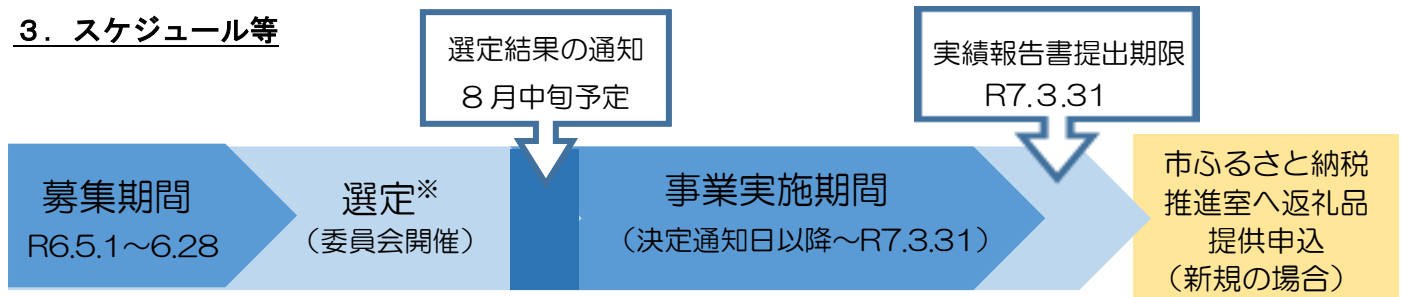 ３．スケジュール等
選定結果の通知
８月中旬予定
実績報告書提出期限
R7.3.31
募集期間
R6.5.1～6.28
選定※
（委員会開催）
事業実施期間
（決定通知日以降～R7.3.31）
市ふるさと納税
推進室へ返礼品
提供申込
（新規の場合）